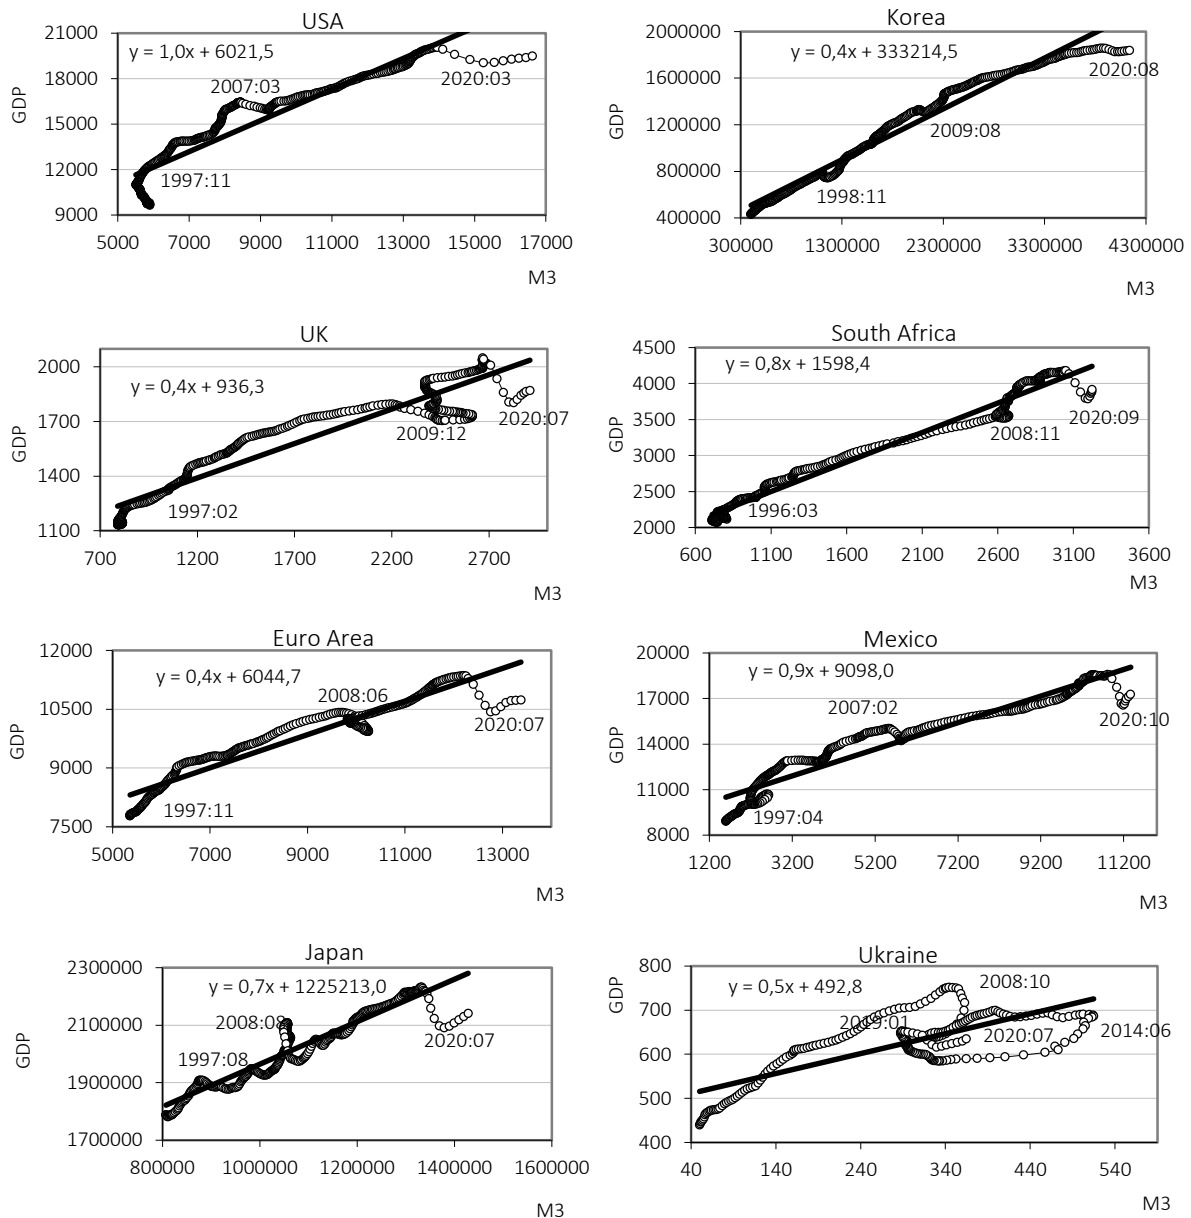 USA
21000
18000
15000
12000
9000
GDP
y = 1,0x + 6021,5
2007:03
2020:03
1997:11
5000 7000 9000 11000 13000 15000 17000
M3
Korea
2000000
1600000
1200000
800000
400000
GDP
y = 0,4x + 333214,5
2020:08
2009:08
1998:11
300000 1300000 2300000 3300000 4300000
M3
UK
2000
1700
1400
1100
y = 0,4x + 936,3
2009:12
2020:07
1997:02
700 1200 1700 2200 2700
M3
South Africa
4500
4000
3500
3000
2500
2000
GDP
y = 0,8x + 1598,4
2020:09
2008:11
1996:03
600 1100 1600 2100 2600 3100 3600
M3
Euro Area
12000
10500
9000
7500
GDP
y = 0,4x + 6044,7
2008:06
2020:07
1997:11
5000 7000 9000 11000 13000
M3
Mexico
20000
17000
14000
11000
8000
GDP
y = 0,9x + 9098,0
2007:02
2020:10
1997:04
1200 3200 5200 7200 9200 11200
M3
Japan
2300000
2100000
1900000
1700000
GDP
y = 0,7x + 1225213,0
2008:08
2020:07
1997:08
800000 1000000 1200000 1400000 1600000
M3
Ukraine
800
700
600
500
400
GDP
y = 0,5x + 492,8
2008:10
2019:01
2020:07
2014:06
40 140 240 340 440 540
M3